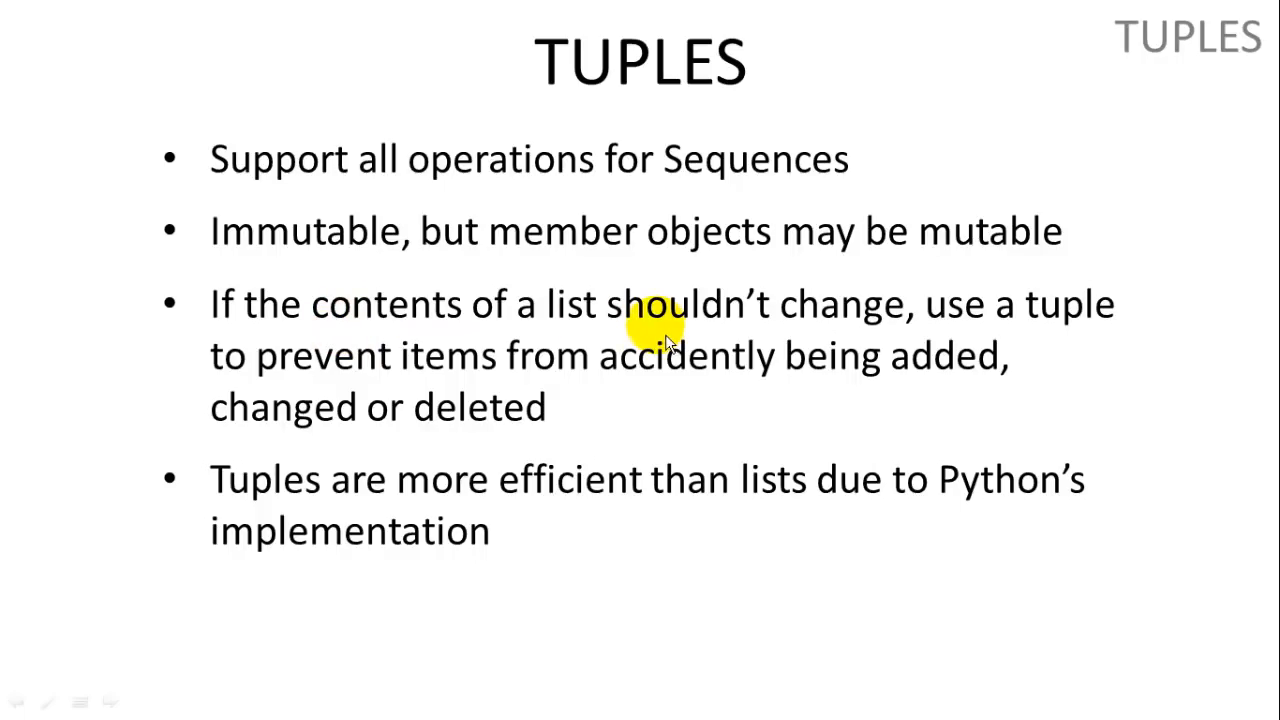 TUPLES
TUPLES
• Support all operations for Sequences
• Immutable, but member objects may be mutable
• If the contents of a list shouldn’t change, use a tuple
to prevent items from accidently being added,
changed or deleted
• Tuples are more efficient than lists due to Python’s
implementation